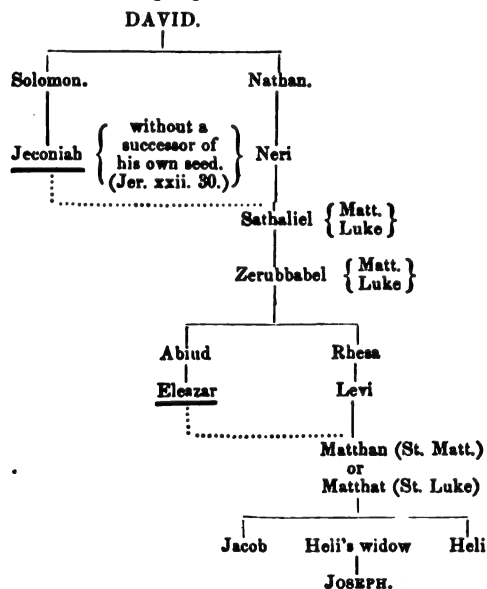 DAVID.
Solomon. Nathan.
Jeconiah { without a successor of his own seed. (Jer. xxii. 30.) } Neri
Sathaliel { Matt. Luke }
Zerubbabel { Matt. Luke }
Abiud Rhesa
Eleazar Levi
Matthan (St. Matt.)
or
Matthat (St. Luke)
Jacob Heli's widow Heli
JOSEPH.